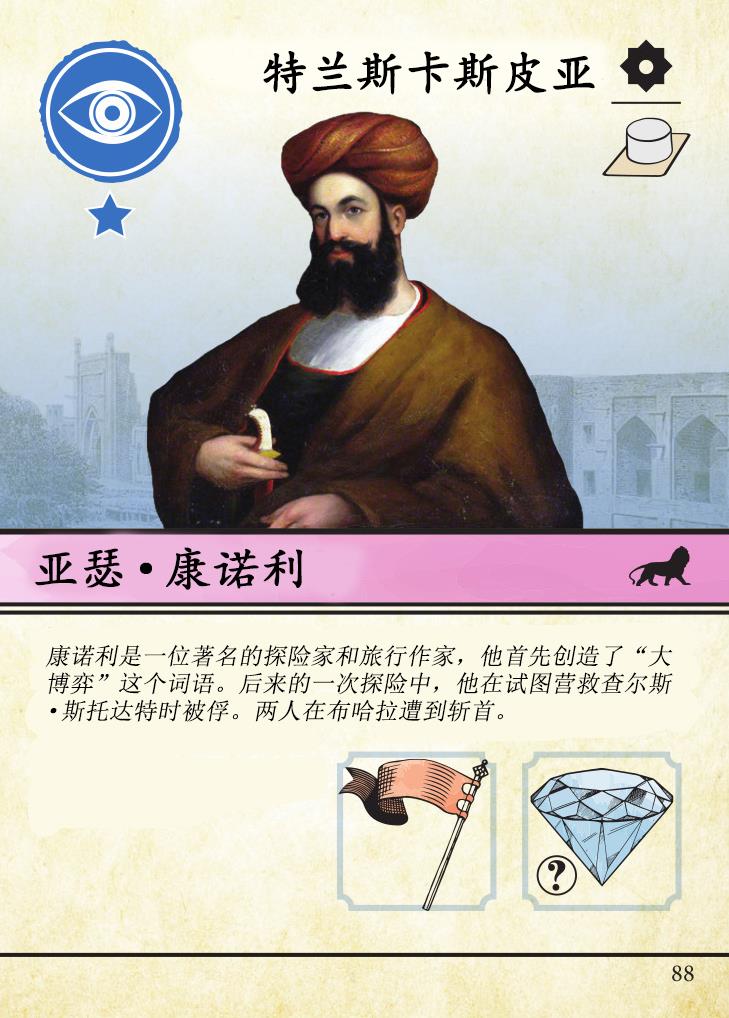 特兰斯卡斯皮亚
亚瑟•康诺利
康诺利是一位著名的探险家和旅行作家，他首先创造了“大
博弈”这个词语。后来的一次探险中，他在试图营救查尔斯
•斯托达特时被俘。两人在布哈拉遭到斩首。
?
88